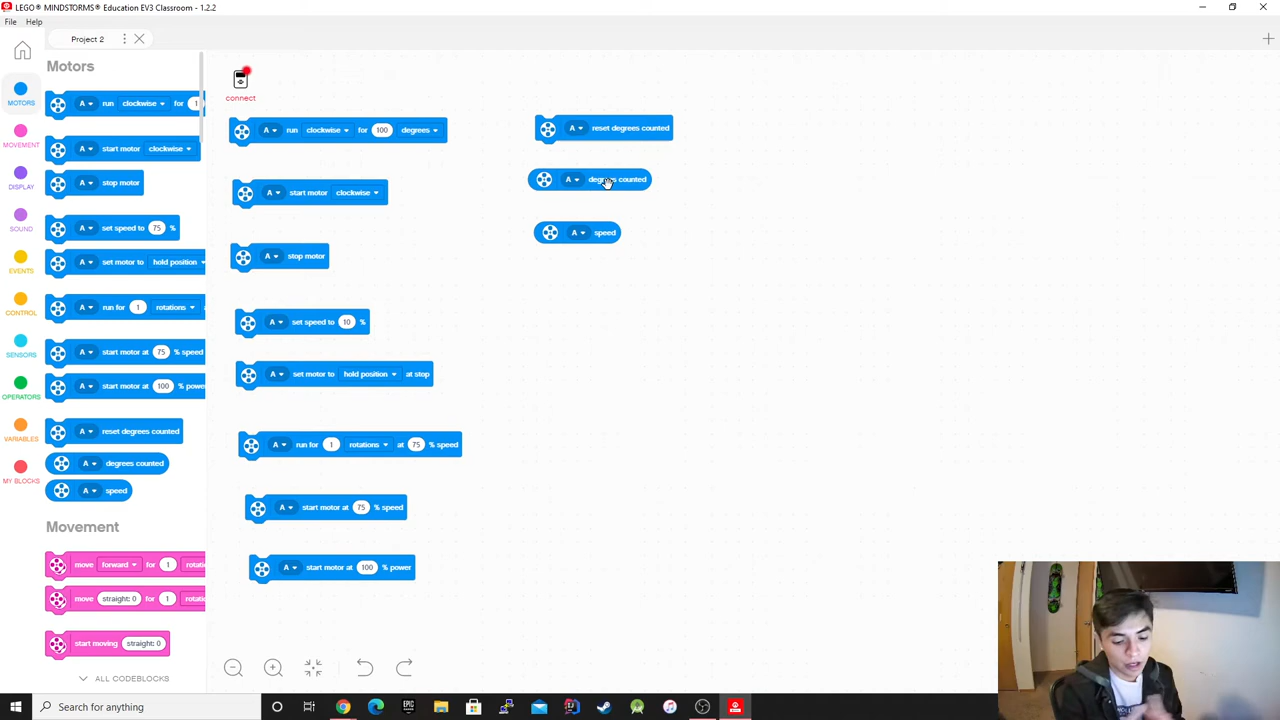 LEGO® MINDSTORMS® Education EV3 Classroom - 1.2.2
File Help
Project 2
MOTORS
MOVEMENT
DISPLAY
SOUND
EVENTS
CONTROL
SENSORS
OPERATORS
VARIABLES
MY BLOCKS
Motors
A run clockwise for 1
A start motor clockwise
A stop motor
A set speed to 75 %
A set motor to hold position
A run for 1 rotations
A start motor at 75 % speed
A start motor at 100 % power
A reset degrees counted
A degrees counted
A speed
Movement
move forward for 1
move straight: 0 for 1
start moving straight: 0
ALL CODEBLOCKS
connect
A run clockwise for 100 degrees
A start motor clockwise
A stop motor
A set speed to 10 %
A set motor to hold position at stop
A run for 1 rotations at 75 % speed
A start motor at 75 % speed
A start motor at 100 % power
A reset degrees counted
A degrees counted
A speed
Search for anything